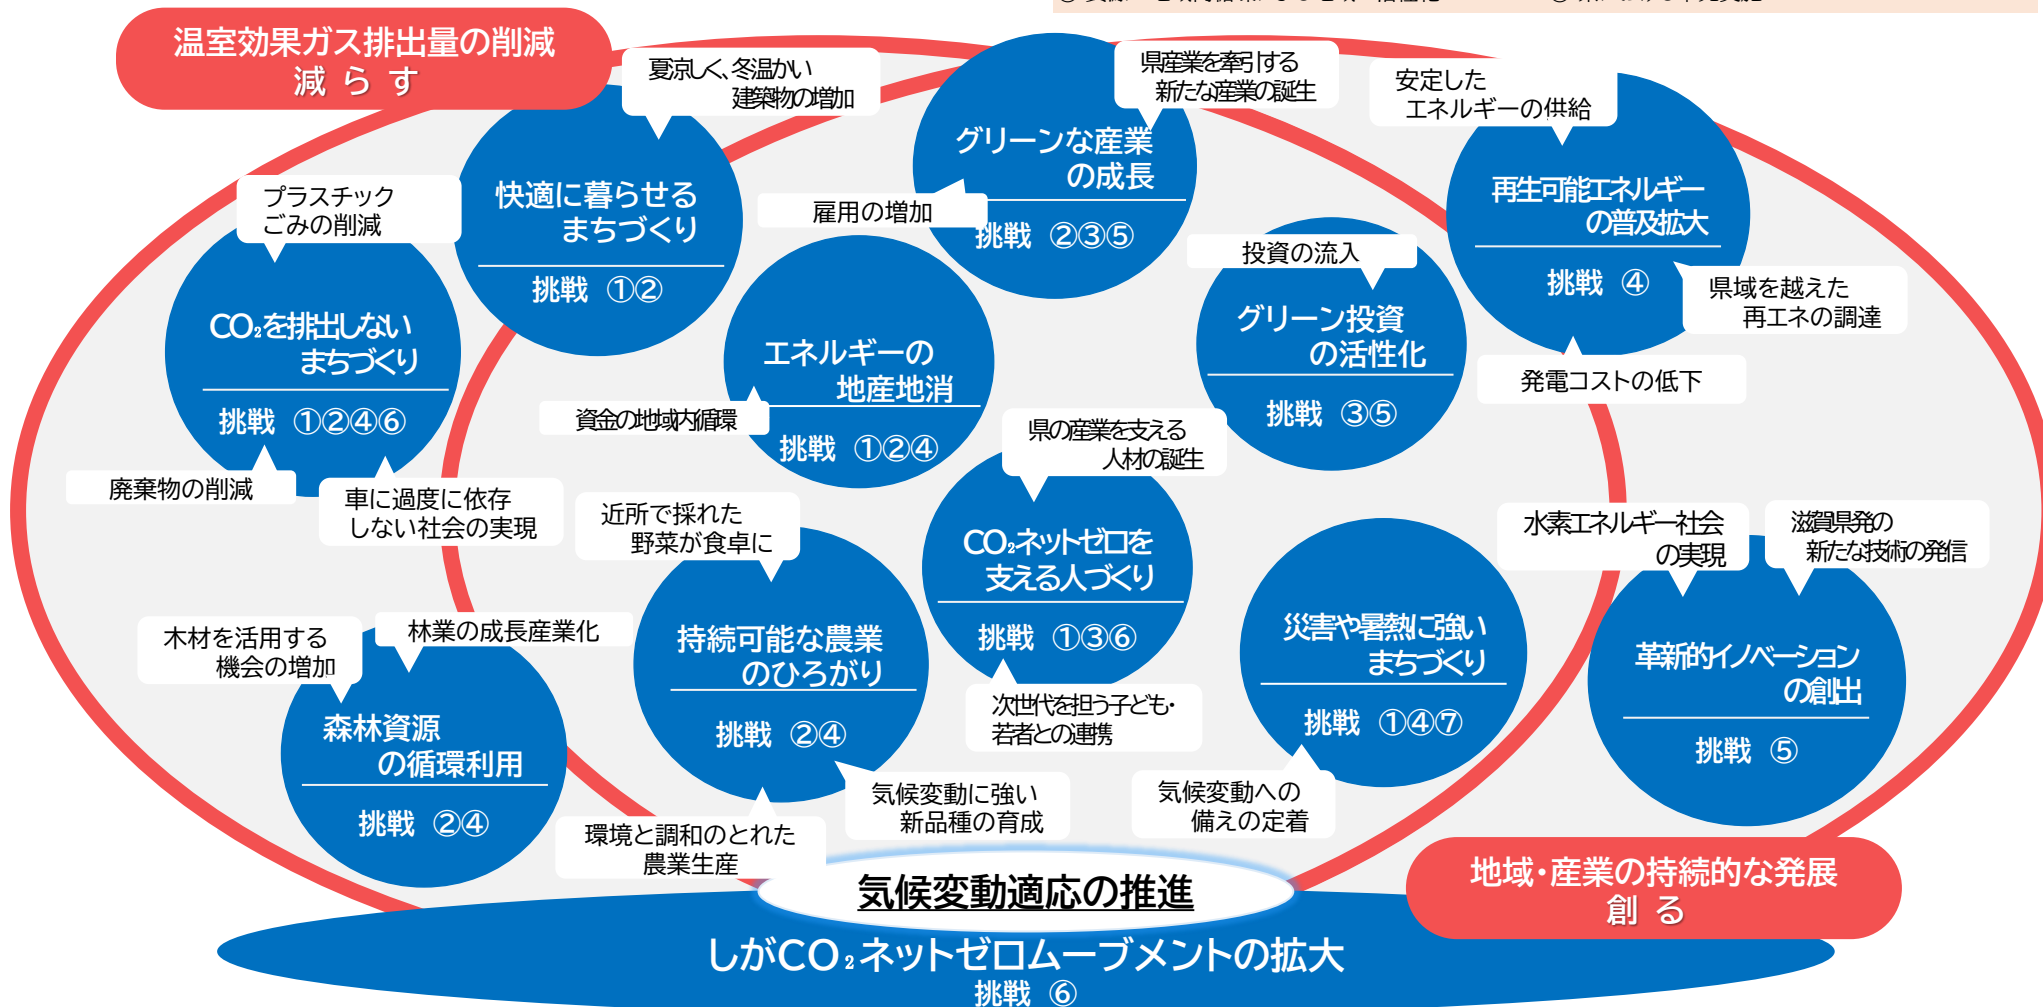 温室効果ガス排出量の削減
減 ら す
夏涼しく、冬温かい
建築物の増加
県産業を牽引する
新たな産業の誕生
安定した
エネルギーの供給
グリーンな産業
の成長
挑戦 ②③⑤
雇用の増加
プラスチック
ごみの削減
快適に暮らせる
まちづくり
挑戦 ①②
再生可能エネルギー
の普及拡大
挑戦 ④
投資の流入
県域を越えた
再エネの調達
発電コストの低下
CO₂を排出しない
まちづくり
挑戦 ①②④⑥
廃棄物の削減
車に過度に依存
しない社会の実現
エネルギーの
地産地消
挑戦 ①②④
資金の地域内循環
グリーン投資
の活性化
挑戦 ③⑤
県の産業を支える
人材の誕生
近所で採れた
野菜が食卓に
CO₂ネットゼロを
支える人づくり
挑戦 ①③⑥
次世代を担う子ども・
若者との連携
水素エネルギー社会
の実現
滋賀県発の
新たな技術の発信
木材を活用する
機会の増加
林業の成長産業化
森林資源
の循環利用
挑戦 ②④
持続可能な農業
のひろがり
挑戦 ②④
環境と調和のとれた
農業生産
気候変動に強い
新品種の育成
災害や暑熱に強い
まちづくり
挑戦 ①④⑦
気候変動への
備えの定着
革新的イノベーション
の創出
挑戦 ⑤
地域・産業の持続的な発展
創 る
気候変動適応の推進
しがCO₂ネットゼロムーブメントの拡大
挑戦 ⑥